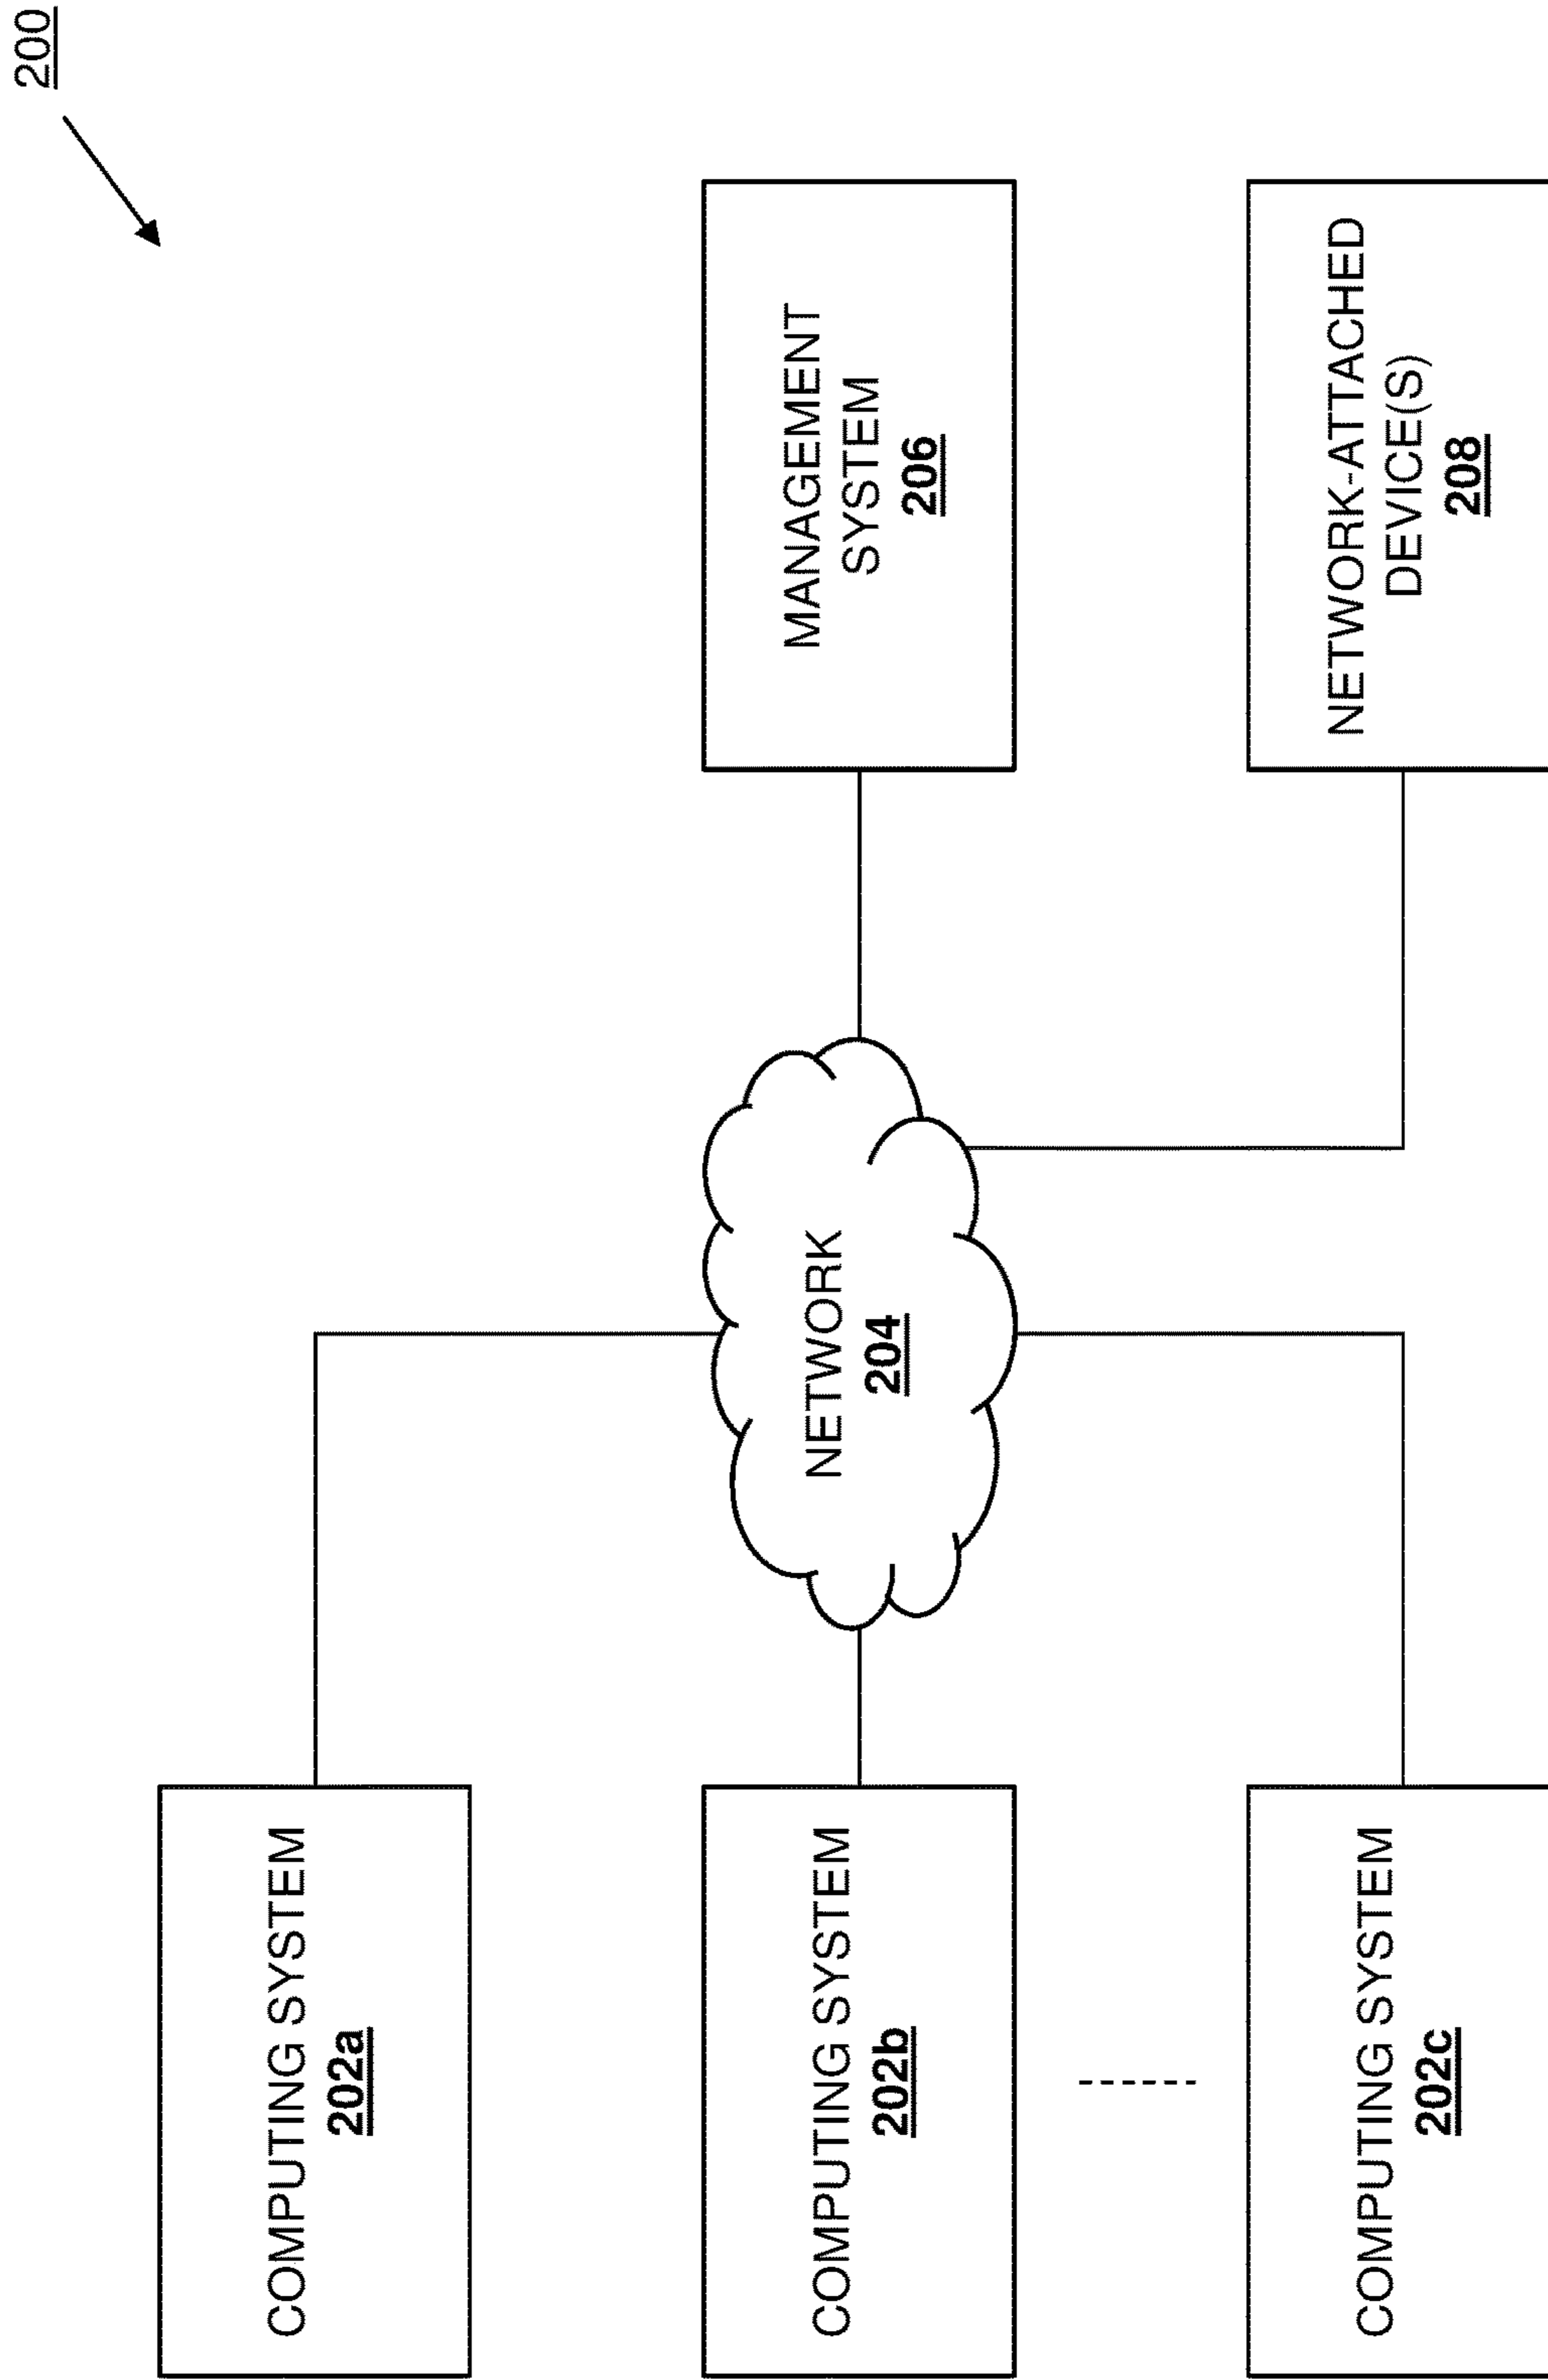 200
COMPUTING SYSTEM
202a
COMPUTING SYSTEM
202b
COMPUTING SYSTEM
202c
NETWORK
204
MANAGEMENT
SYSTEM
206
NETWORK-ATTACHED
DEVICE(S)
208